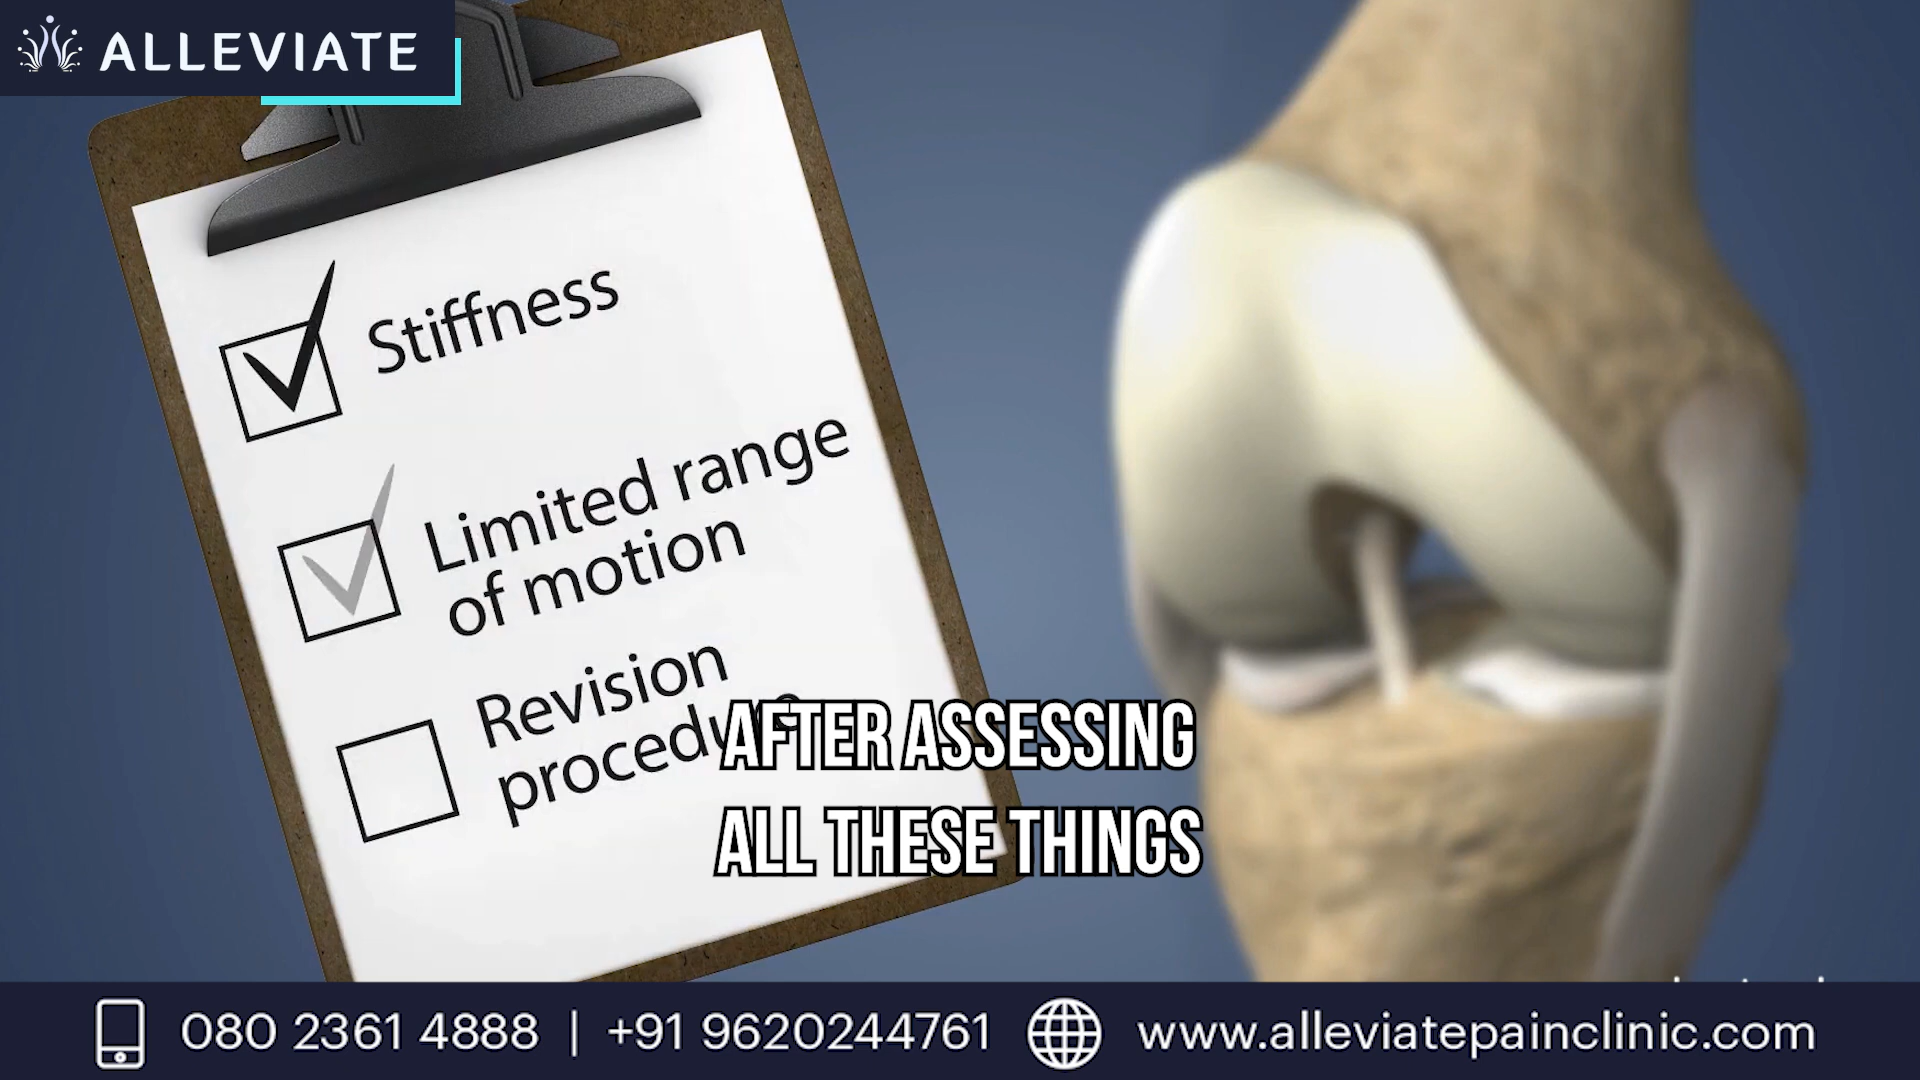 ALLEVIATE
Stiffness
Limited range
of motion
Revision
AFTER ASSESSING
ALL THESE THINGS
080 2361 4888 | +91 9620244761
www.alleviatepainclinic.com